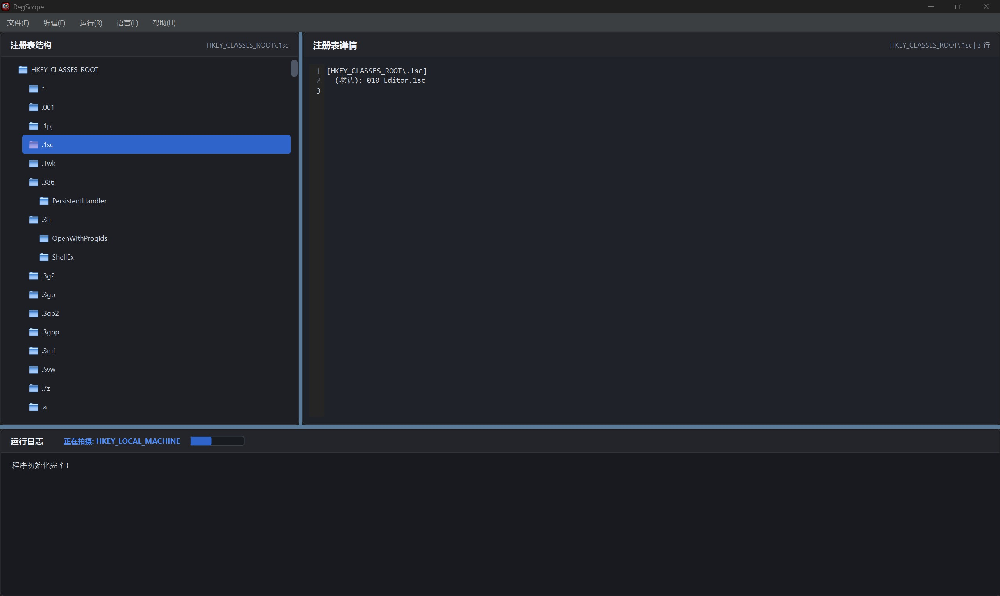 RegScope
文件(F) 编辑(E) 运行(R) 语言(L) 帮助(H)
注册表结构 HKEY_CLASSES_ROOT\.1sc
HKEY_CLASSES_ROOT
*
.001
.1pj
.1sc
.1wk
.386
PersistentHandler
.3fr
OpenWithProgids
ShellEx
.3g2
.3gp
.3gp2
.3gpp
.3mf
.5vw
.7z
.a
注册表详情 HKEY_CLASSES_ROOT\.1sc | 3 行
1 [HKEY_CLASSES_ROOT\.1sc]
2 (默认): 010 Editor.1sc
3
运行日志 正在拍摄: HKEY_LOCAL_MACHINE
程序初始化完毕!